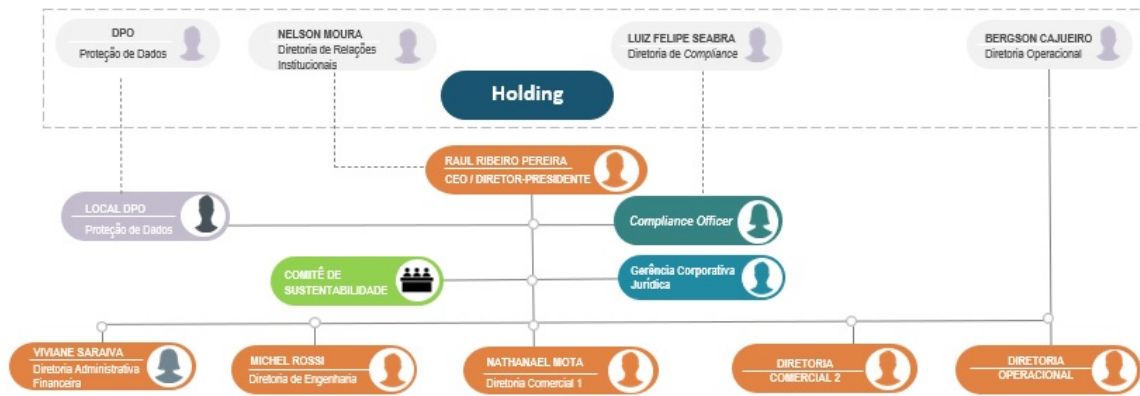 DPO
Proteção de Dados
NELSON MOURA
Diretoria de Relações
Institucionais
LUIZ FELIPE SEABRA
Diretoria de Compliance
BERGSON CAJUEIRO
Diretoria Operacional
Holding
RAUL RIBEIRO PEREIRA
CEO / DIRETOR-PRESIDENTE
LOCAL DPO
Proteção de Dados
Compliance Officer
COMITÊ DE
SUSTENTABILIDADE
Gerência Corporativa
Jurídica
VIVIANE SARAIVA
Diretoria Administrativa
Financeira
MICHEL ROSSI
Diretoria de Engenharia
NATHANAEL MOTA
Diretoria Comercial 1
DIRETORIA
COMERCIAL 2
DIRETORIA
OPERACIONAL